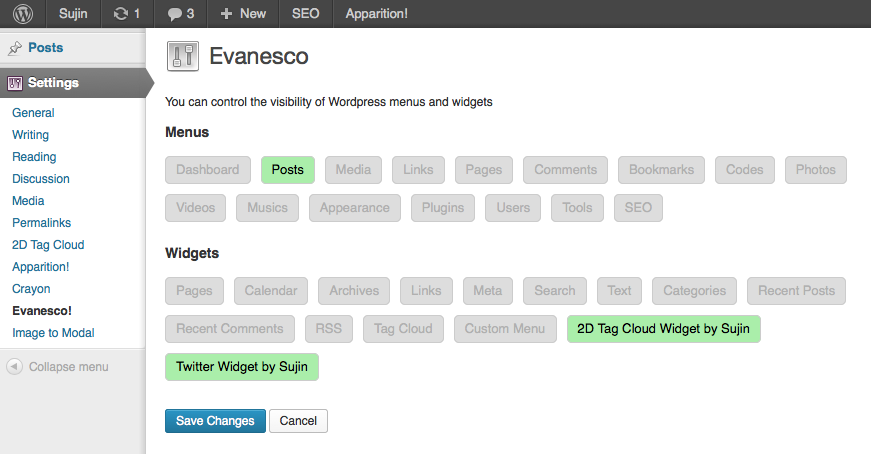 Sujin 1 3 + New SEO Apparition!
Posts
Settings
General
Writing
Reading
Discussion
Media
Permalinks
2D Tag Cloud
Apparition!
Crayon
Evanesco!
Image to Modal
Collapse menu
Evanesco
You can control the visibility of Wordpress menus and widgets
Menus
Dashboard Posts Media Links Pages Comments Bookmarks Codes Photos
Videos Musics Appearance Plugins Users Tools SEO
Widgets
Pages Calendar Archives Links Meta Search Text Categories Recent Posts
Recent Comments RSS Tag Cloud Custom Menu 2D Tag Cloud Widget by Sujin
Twitter Widget by Sujin
Save Changes Cancel